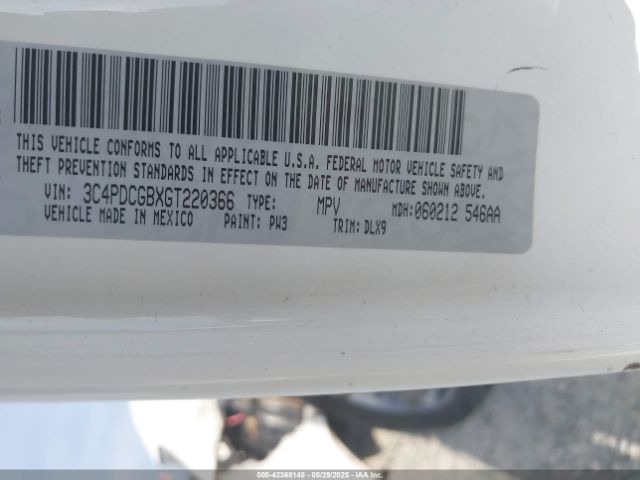 THIS VEHICLE CONFORMS TO ALL APPLICABLE U.S.A. FEDERAL MOTOR VEHICLE SAFETY AND
THEFT PREVENTION STANDARDS IN EFFECT ON THE DATE OF MANUFACTURE SHOWN ABOVE.
VIN: 3C4PDCGBXGT220366 TYPE: MPV MDH:060212 546AA
VEHICLE MADE IN MEXICO PAINT: PW3 TRIM: DLX9
000-42368148 - 05/29/2025 - IAAI.COM